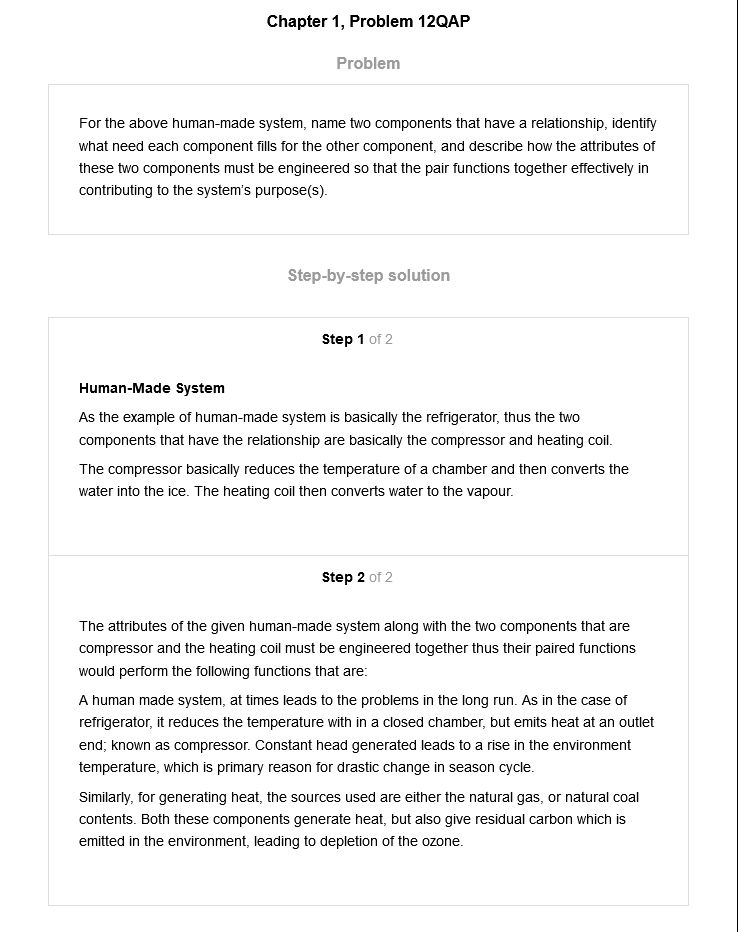 Chapter 1, Problem 12QAP
Problem
For the above human-made system, name two components that have a relationship, identify
what need each component fills for the other component, and describe how the attributes of
these two components must be engineered so that the pair functions together effectively in
contributing to the system's purpose(s).
Step-by-step solution
Step 1 of 2
Human-Made System
As the example of human-made system is basically the refrigerator, thus the two
components that have the relationship are basically the compressor and heating coil.
The compressor basically reduces the temperature of a chamber and then converts the
water into the ice. The heating coil then converts water to the vapour.
Step 2 of 2
The attributes of the given human-made system along with the two components that are
compressor and the heating coil must be engineered together thus their paired functions
would perform the following functions that are:
A human made system, at times leads to the problems in the long run. As in the case of
refrigerator, it reduces the temperature with in a closed chamber, but emits heat at an outlet
end; known as compressor. Constant head generated leads to a rise in the environment
temperature, which is primary reason for drastic change in season cycle.
Similarly, for generating heat, the sources used are either the natural gas, or natural coal
contents. Both these components generate heat, but also give residual carbon which is
emitted in the environment, leading to depletion of the ozone.